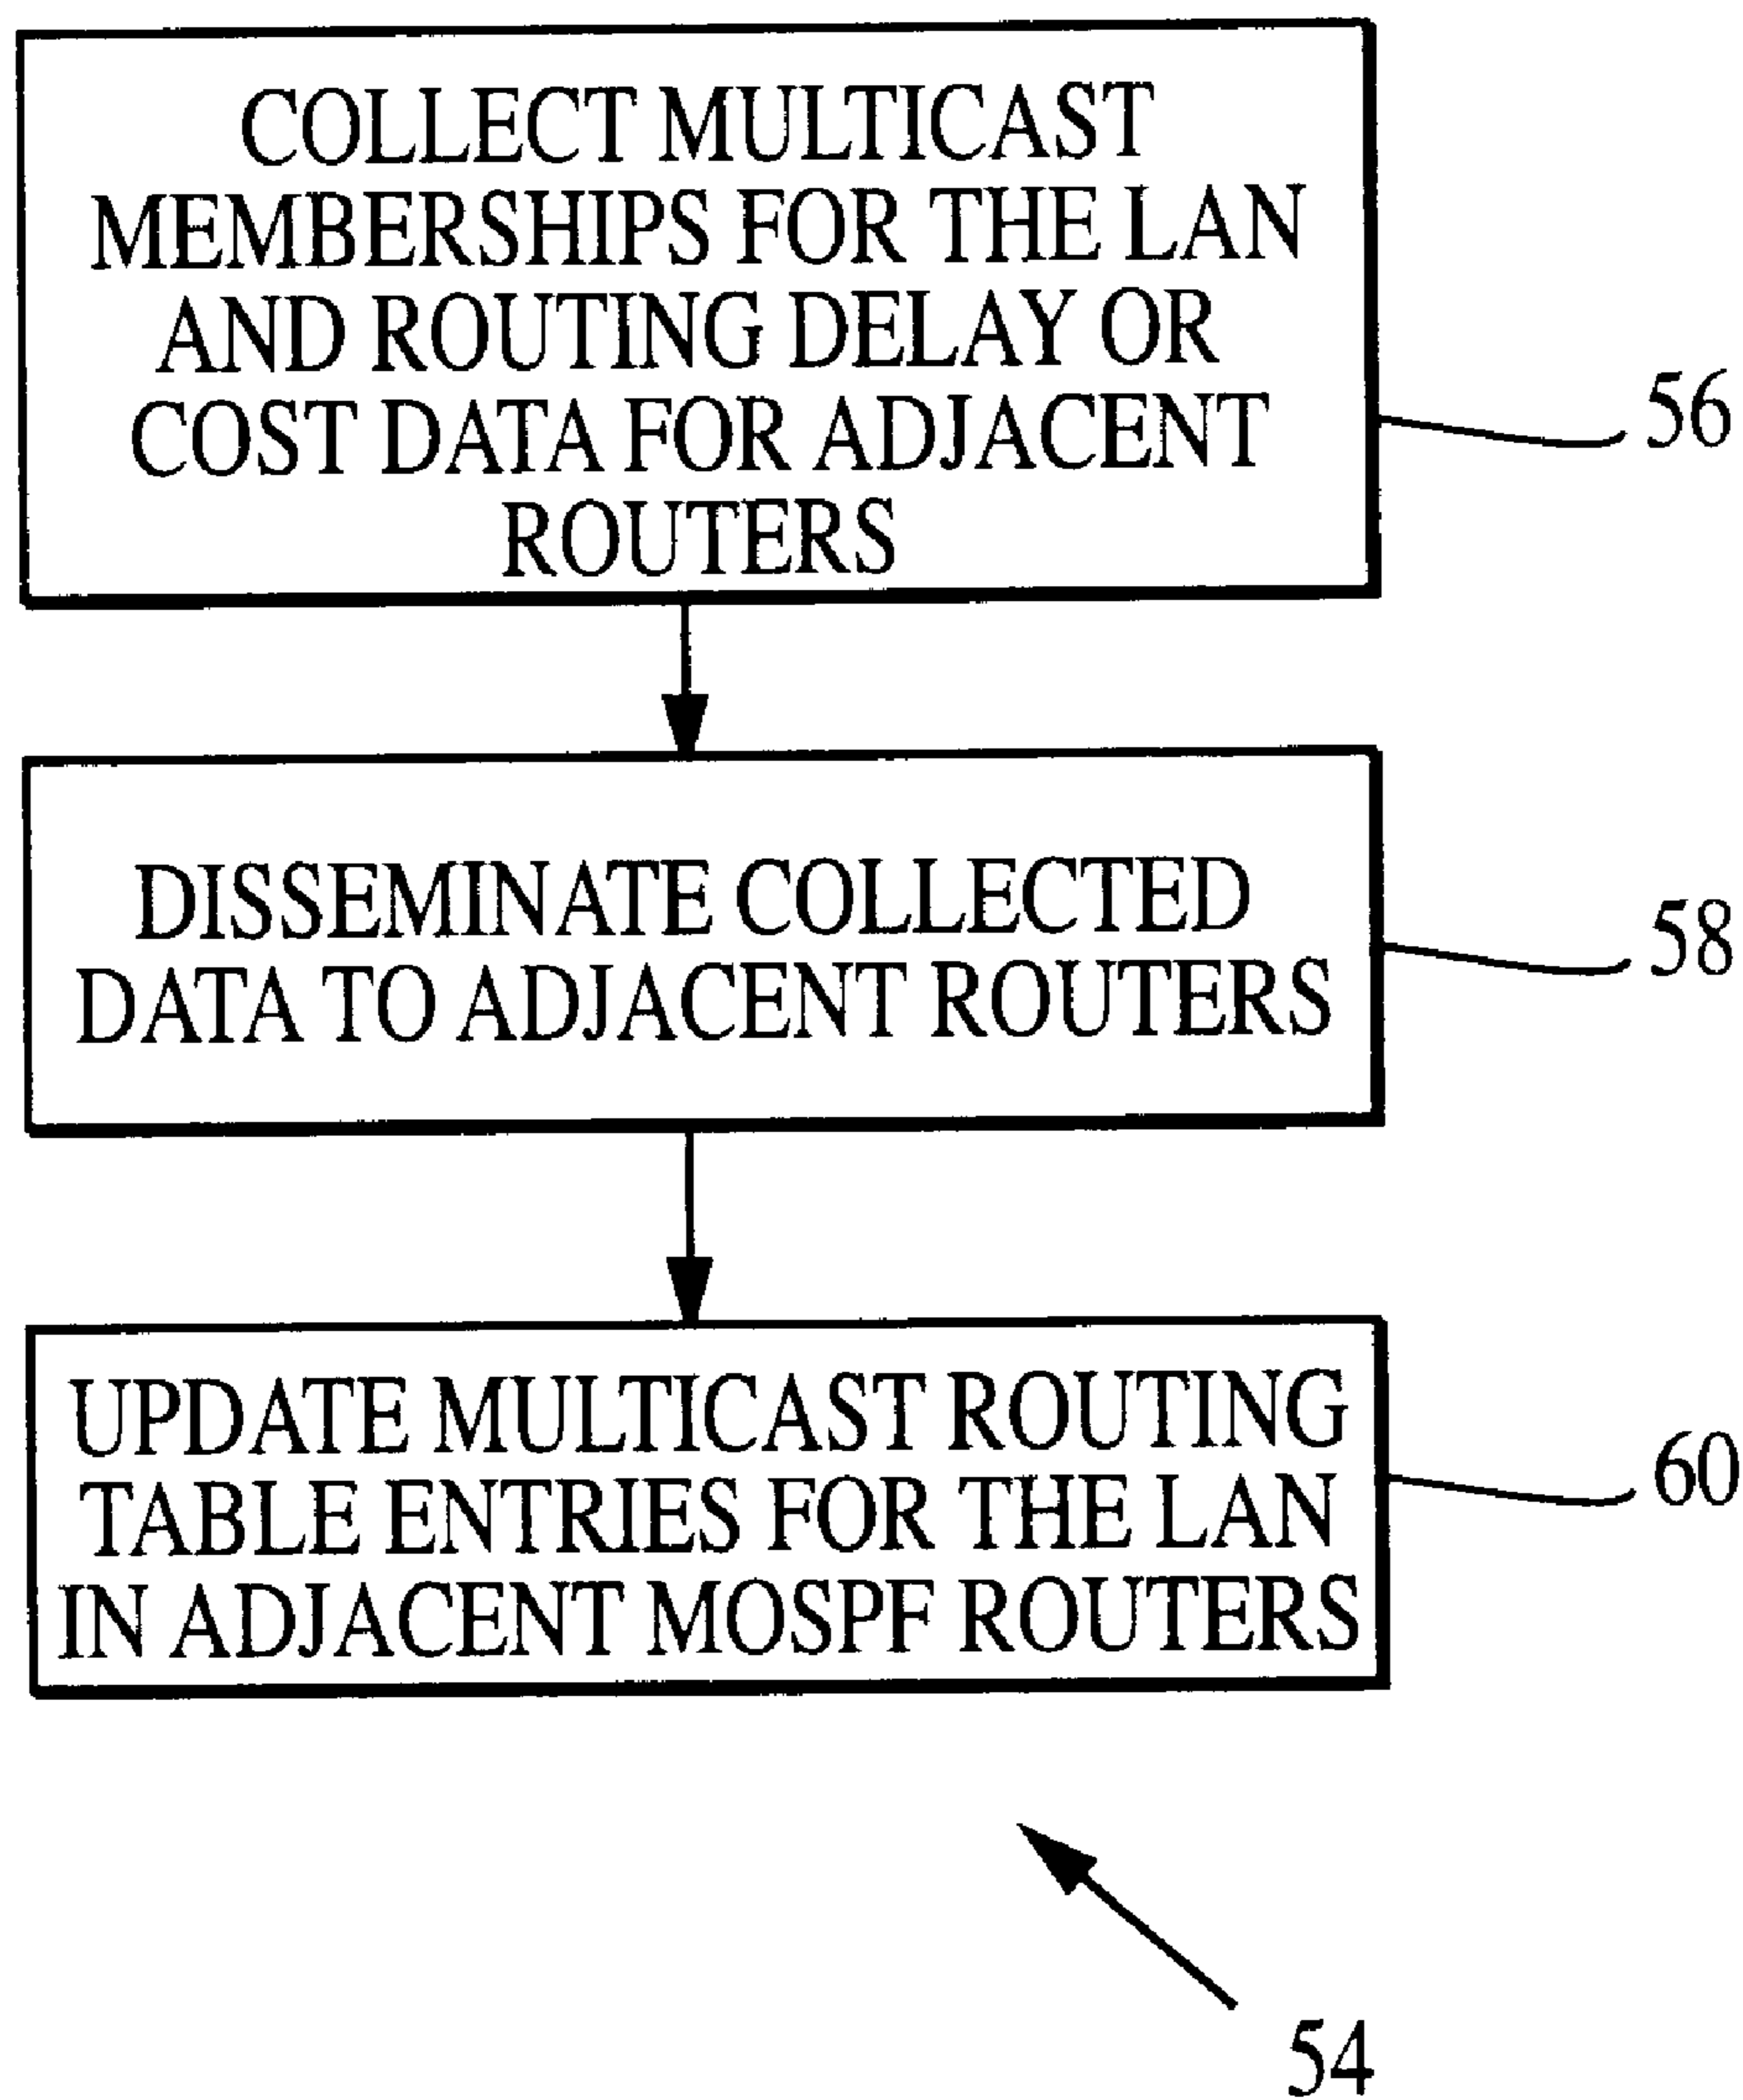 COLLECT MULTICAST
MEMBERSHIPS FOR THE LAN
AND ROUTING DELAY OR
COST DATA FOR ADJACENT
ROUTERS
56
DISSEMINATE COLLECTED
DATA TO ADJACENT ROUTERS
58
UPDATE MULTICAST ROUTING
TABLE ENTRIES FOR THE LAN
IN ADJACENT MOSPF ROUTERS
60
54